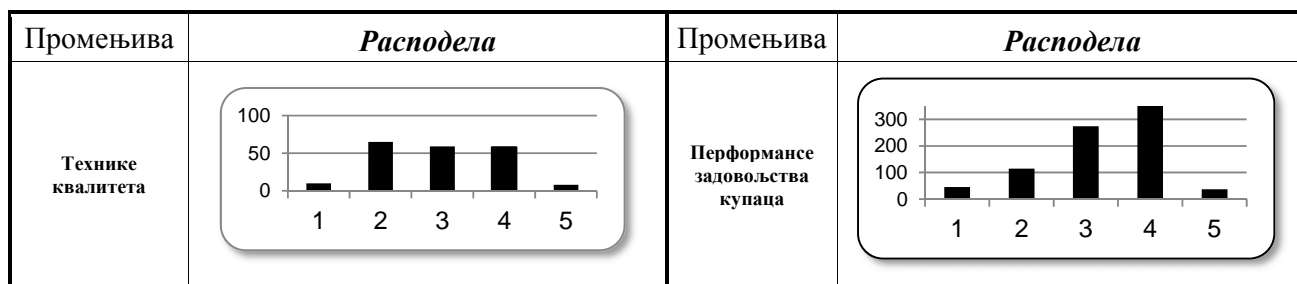 Промењива
Расподела
Промењива
Расподела
Технике
квалитета
100
50
0
1 2 3 4 5
Перформансе
задовољства
купаца
300
200
100
0
1 2 3 4 5